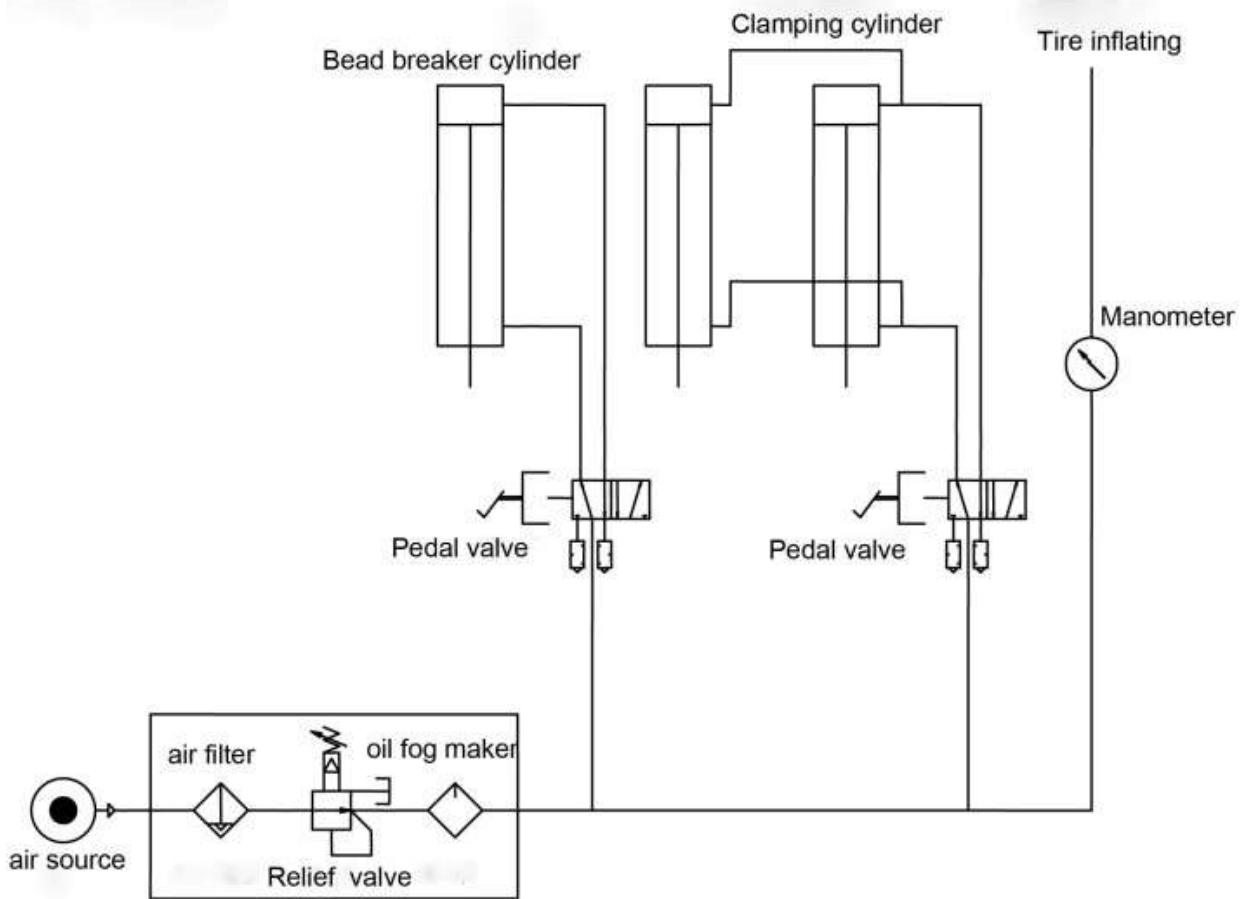 Clamping cylinder
Tire inflating
Bead breaker cylinder
Manometer
Pedal valve
Pedal valve
air filter
oil fog maker
air source
Relief valve